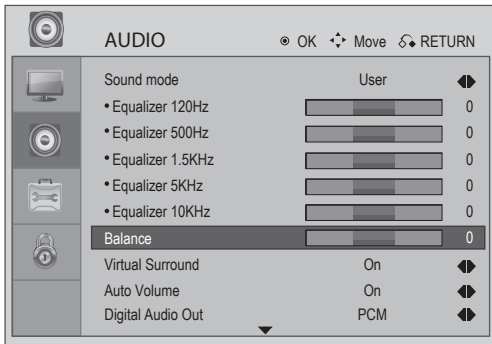 AUDIO OK Move RETURN
Sound mode User
• Equalizer 120Hz 0
• Equalizer 500Hz 0
• Equalizer 1.5KHz 0
• Equalizer 5KHz 0
• Equalizer 10KHz 0
Balance 0
Virtual Surround On
Auto Volume On
Digital Audio Out PCM